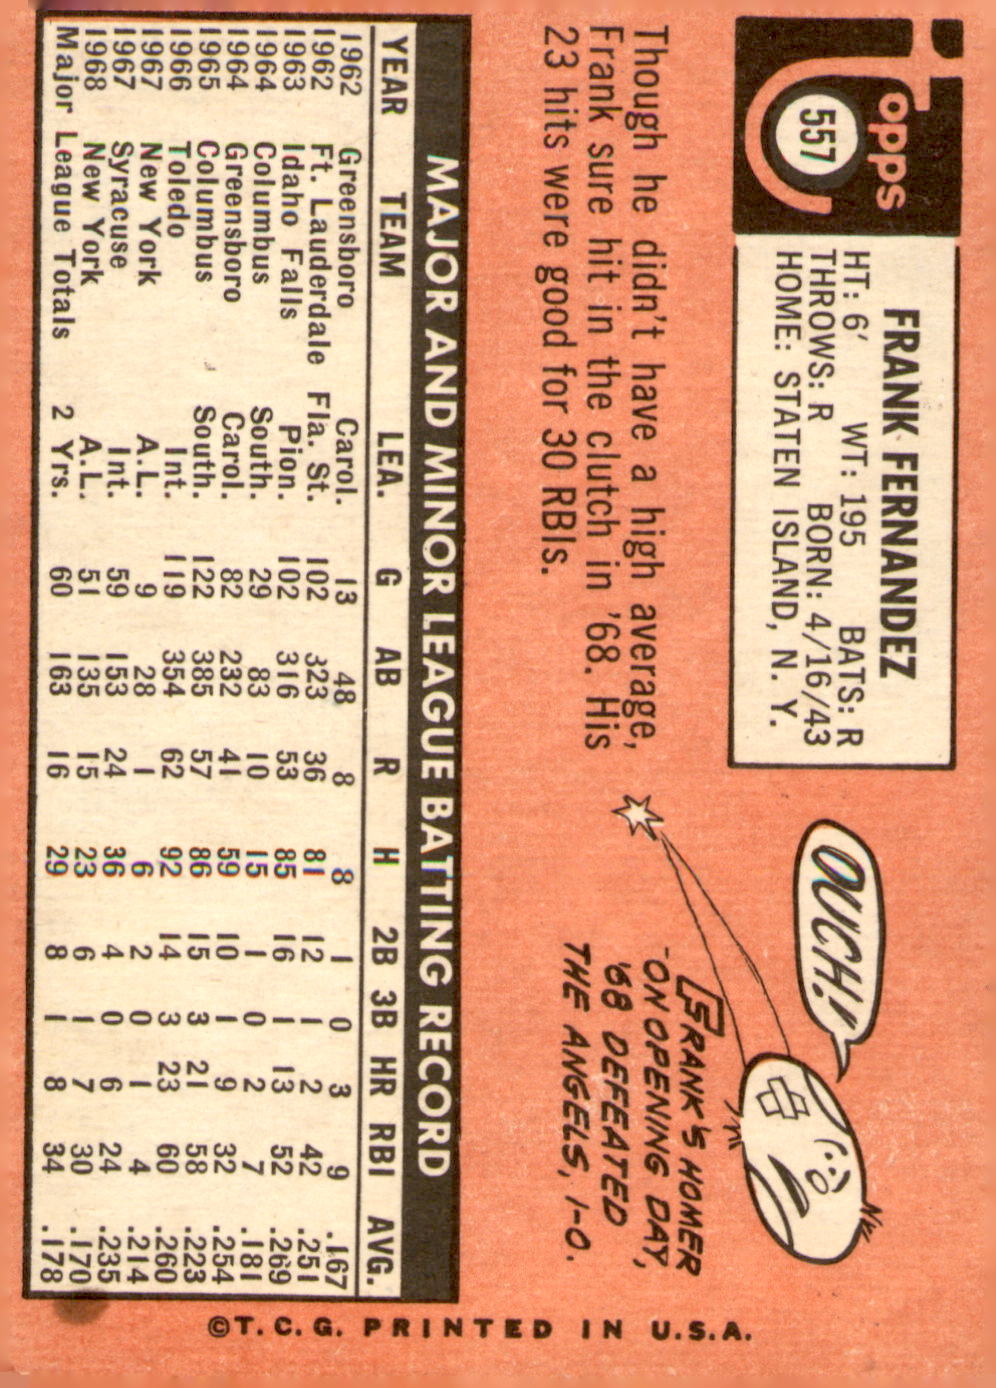 Topps
557
FRANK FERNANDEZ
HT: 6' WT: 195 BATS: R
THROWS: R BORN: 4/16/43
HOME: STATEN ISLAND, N. Y.
Though he didn't have a high average,
Frank sure hit in the clutch in '68. His
23 hits were good for 30 RBIs.
OUCH!
FRANK'S HOMER
ON OPENING DAY,
'68 DEFEATED
THE ANGELS, 1-0.
MAJOR AND MINOR LEAGUE BATTING RECORD
YEAR TEAM LEA. G AB R H 2B 3B HR RBI AVG.
1962 Greensboro Carol. 13 48 8 8 1 0 3 9 .167
1962 Ft. Lauderdale Fla. St. 102 323 36 81 12 1 2 42 .251
1963 Idaho Falls Pion. 102 316 53 85 16 1 13 52 .269
1964 Columbus South. 29 83 10 15 1 0 2 7 .181
1964 Greensboro Carol. 82 232 41 59 10 1 9 32 .254
1965 Columbus South. 122 385 57 86 15 3 21 58 .223
1966 Toledo Int. 119 354 62 92 14 3 23 60 .260
1967 New York A.L. 9 28 1 6 2 0 1 4 .214
1967 Syracuse Int. 59 153 24 36 4 0 6 24 .235
1968 New York A.L. 51 135 15 23 6 1 7 30 .170
Major League Totals 2 Yrs. 60 163 16 29 8 1 8 34 .178
©T. C. G. PRINTED IN U.S.A.